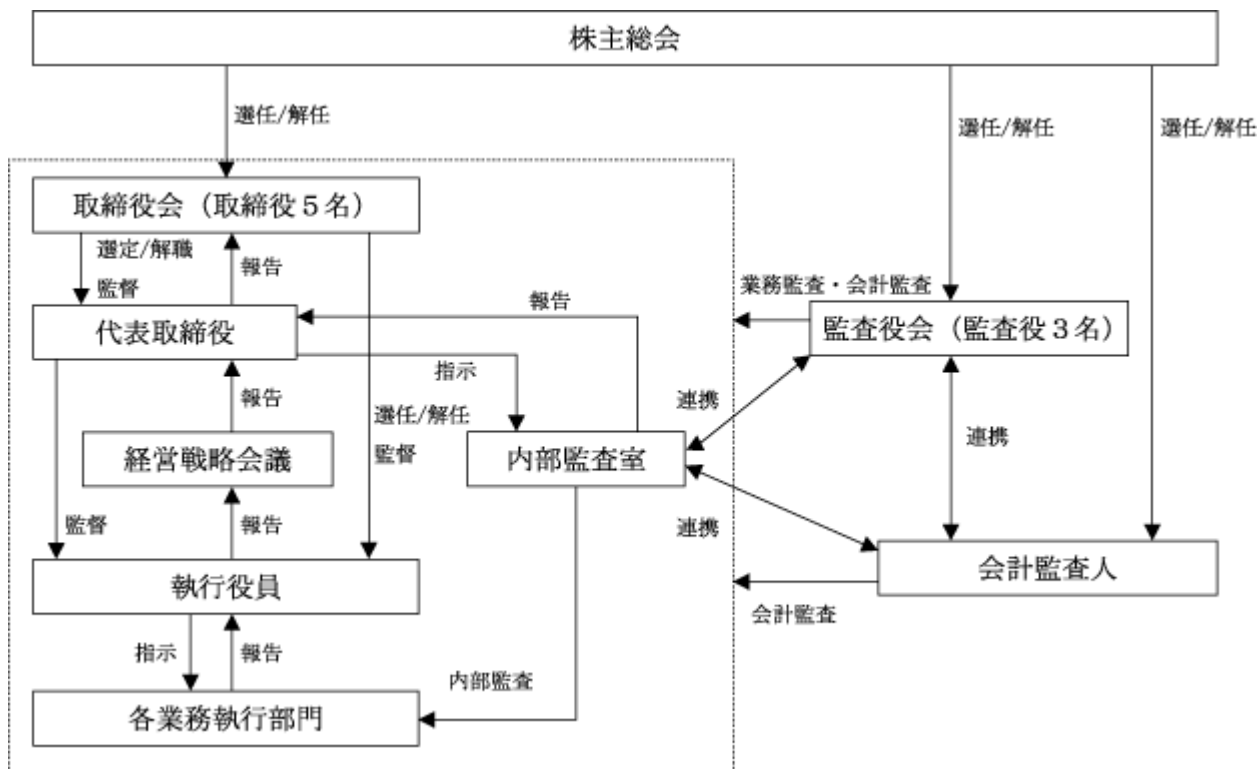 株主総会
選任/解任
選任/解任
選任/解任
取締役会（取締役５名）
選定/解職
監督
報告
業務監査・会計監査
報告
代表取締役
監査役会（監査役３名）
指示
報告
連携
選任/解任
監督
経営戦略会議
内部監査室
連携
監督
報告
連携
執行役員
会計監査人
会計監査
指示
報告
内部監査
各業務執行部門